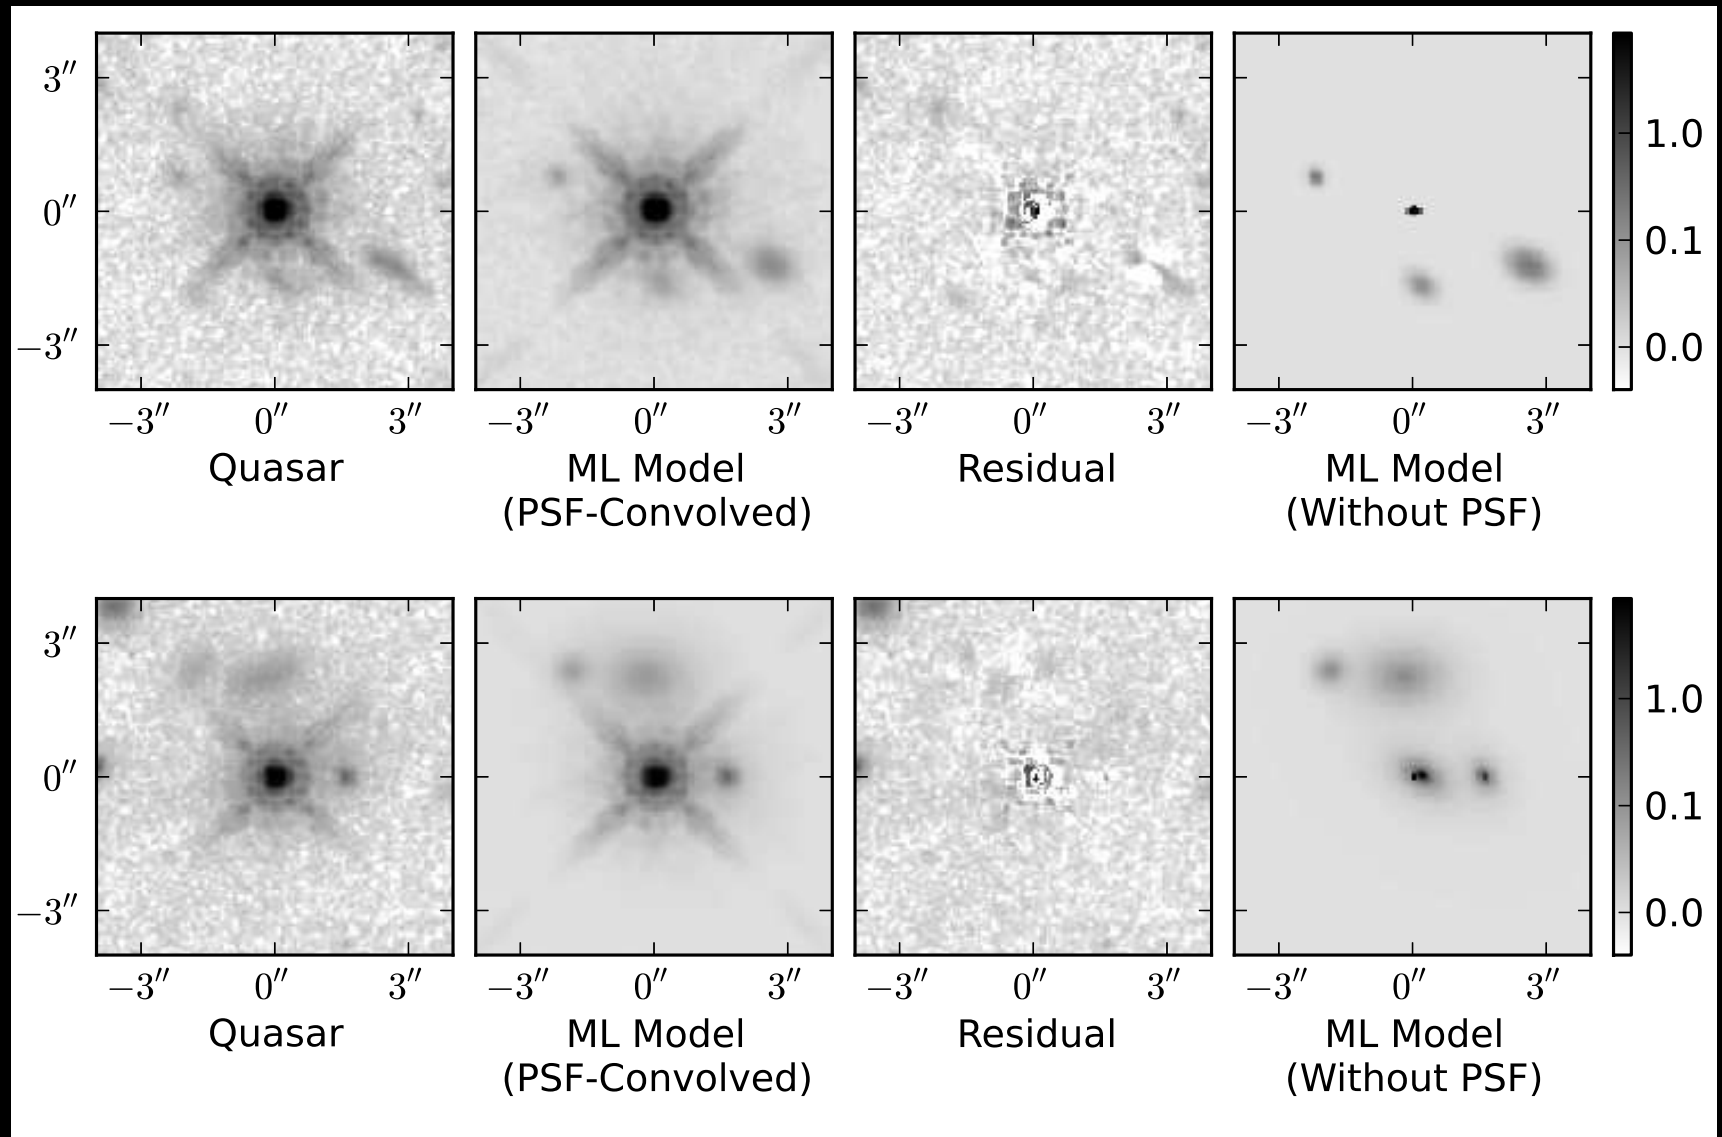 3″
0″
−3″
1.0
0.1
0.0
−3″ 0″ 3″ −3″ 0″ 3″ −3″ 0″ 3″ −3″ 0″ 3″
Quasar ML Model Residual ML Model
(PSF-Convolved) (Without PSF)
3″
0″
−3″
1.0
0.1
0.0
−3″ 0″ 3″ −3″ 0″ 3″ −3″ 0″ 3″ −3″ 0″ 3″
Quasar ML Model Residual ML Model
(PSF-Convolved) (Without PSF)